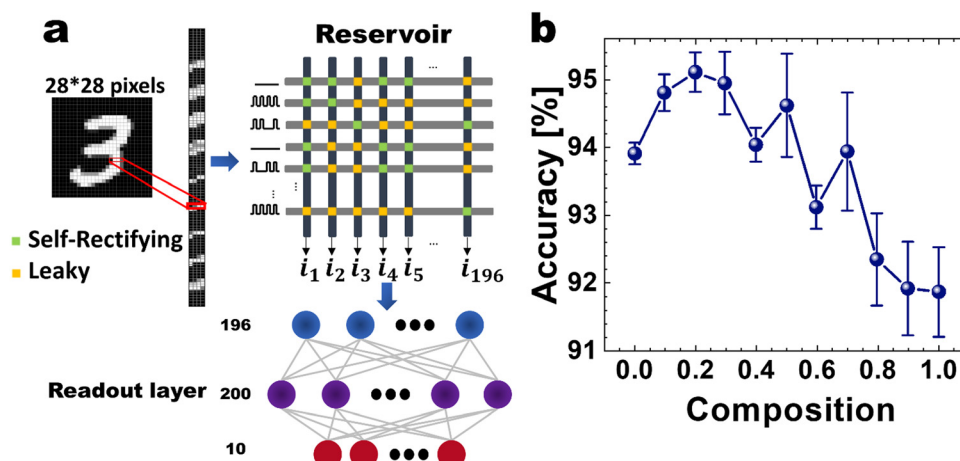 a
Reservoir
28*28 pixels
...
...
...
Self-Rectifying
Leaky
...
i1 i2 i3 i4 i5 i196
196
Readout layer 200
10
b
Accuracy [%]
95
94
93
92
91
0.0 0.2 0.4 0.6 0.8 1.0
Composition